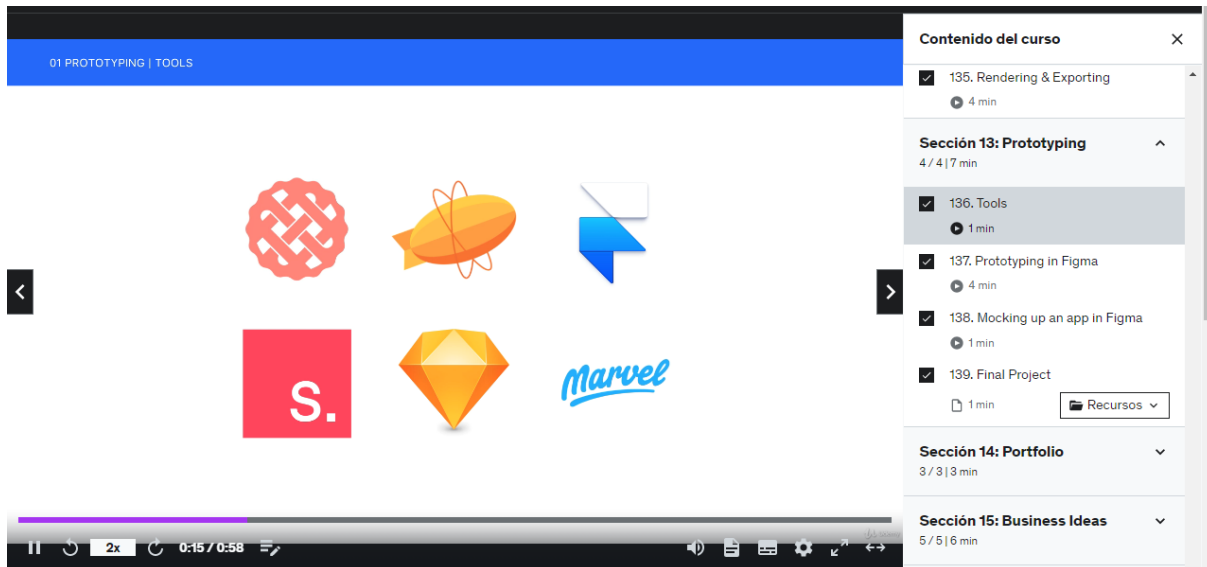 01 PROTOTYPING | TOOLS
S.
Marvel
2x
0:15 / 0:58
Contenido del curso
135. Rendering & Exporting
4 min
Sección 13: Prototyping
4 / 4 | 7 min
136. Tools
1 min
137. Prototyping in Figma
4 min
138. Mocking up an app in Figma
1 min
139. Final Project
1 min
Recursos
Sección 14: Portfolio
3 / 3 | 3 min
Sección 15: Business Ideas
5 / 5 | 6 min